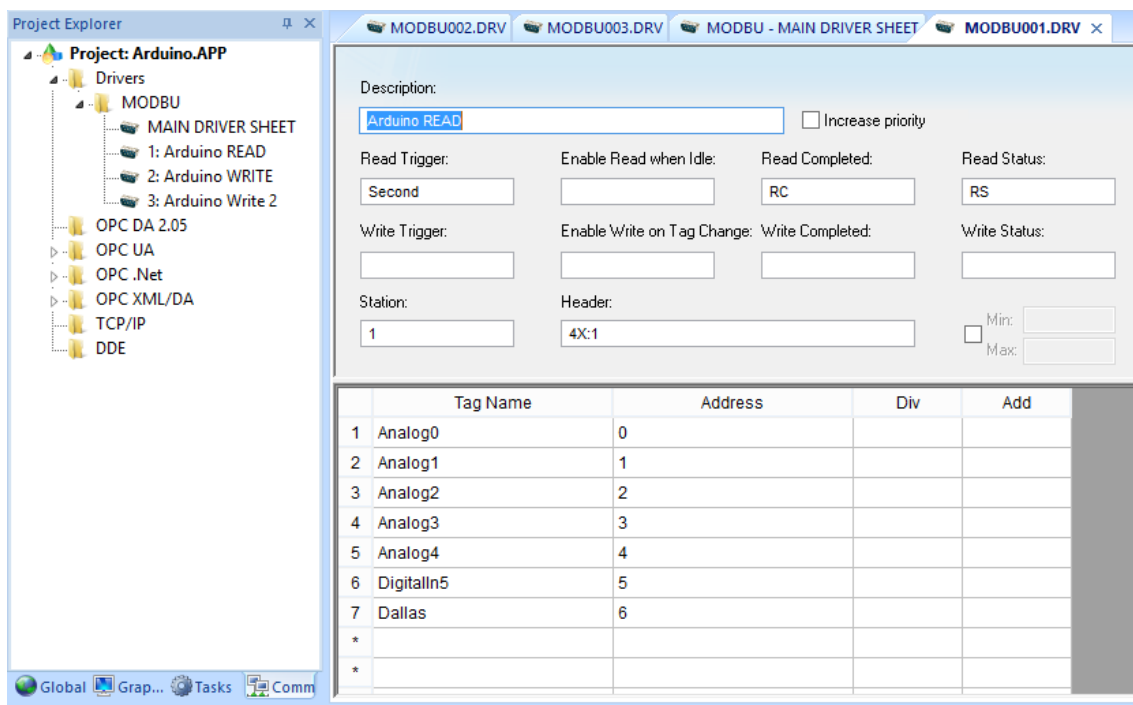 Project Explorer
Project: Arduino.APP
Drivers
MODBU
MAIN DRIVER SHEET
1: Arduino READ
2: Arduino WRITE
3: Arduino Write 2
OPC DA 2.05
OPC UA
OPC .Net
OPC XML/DA
TCP/IP
DDE
Global Grap... Tasks Comm
MODBU002.DRV MODBU003.DRV MODBU - MAIN DRIVER SHEET MODBU001.DRV
Description:
Arduino READ Increase priority
Read Trigger: Enable Read when Idle: Read Completed: Read Status:
Second RC RS
Write Trigger: Enable Write on Tag Change: Write Completed: Write Status:
Station: Header:
1 4X:1
Min:
Max:
Tag Name Address Div Add
1 Analog0 0
2 Analog1 1
3 Analog2 2
4 Analog3 3
5 Analog4 4
6 DigitalIn5 5
7 Dallas 6
*
*